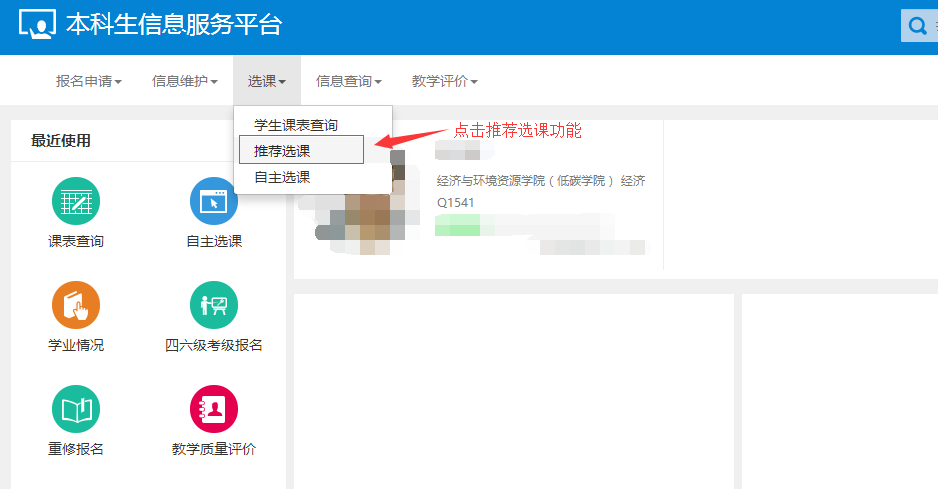 本科生信息服务平台
报名申请 信息维护 选课 信息查询 教学评价
学生课表查询
推荐选课
自主选课
点击推荐选课功能
最近使用
经济与环境资源学院（低碳学院） 经济
Q1541
课表查询 自主选课
学业情况 四六级考级报名
重修报名 教学质量评价